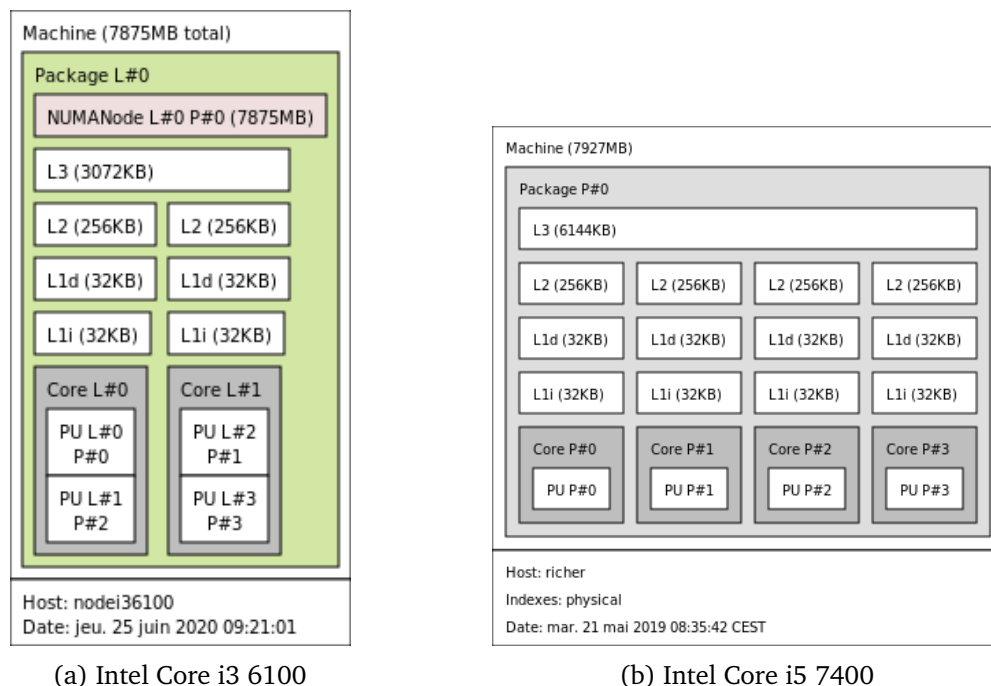 Machine (7875MB total)
Package L#0
NUMANode L#0 P#0 (7875MB)
L3 (3072KB)
L2 (256KB) L2 (256KB)
L1d (32KB) L1d (32KB)
L1i (32KB) L1i (32KB)
Core L#0 Core L#1
PU L#0 PU L#2
P#0 P#1
PU L#1 PU L#3
P#2 P#3
Host: nodei36100
Date: jeu. 25 juin 2020 09:21:01
(a) Intel Core i3 6100
Machine (7927MB)
Package P#0
L3 (6144KB)
L2 (256KB) L2 (256KB) L2 (256KB) L2 (256KB)
L1d (32KB) L1d (32KB) L1d (32KB) L1d (32KB)
L1i (32KB) L1i (32KB) L1i (32KB) L1i (32KB)
Core P#0 Core P#1 Core P#2 Core P#3
PU P#0 PU P#1 PU P#2 PU P#3
Host: richer
Indexes: physical
Date: mar. 21 mai 2019 08:35:42 CEST
(b) Intel Core i5 7400